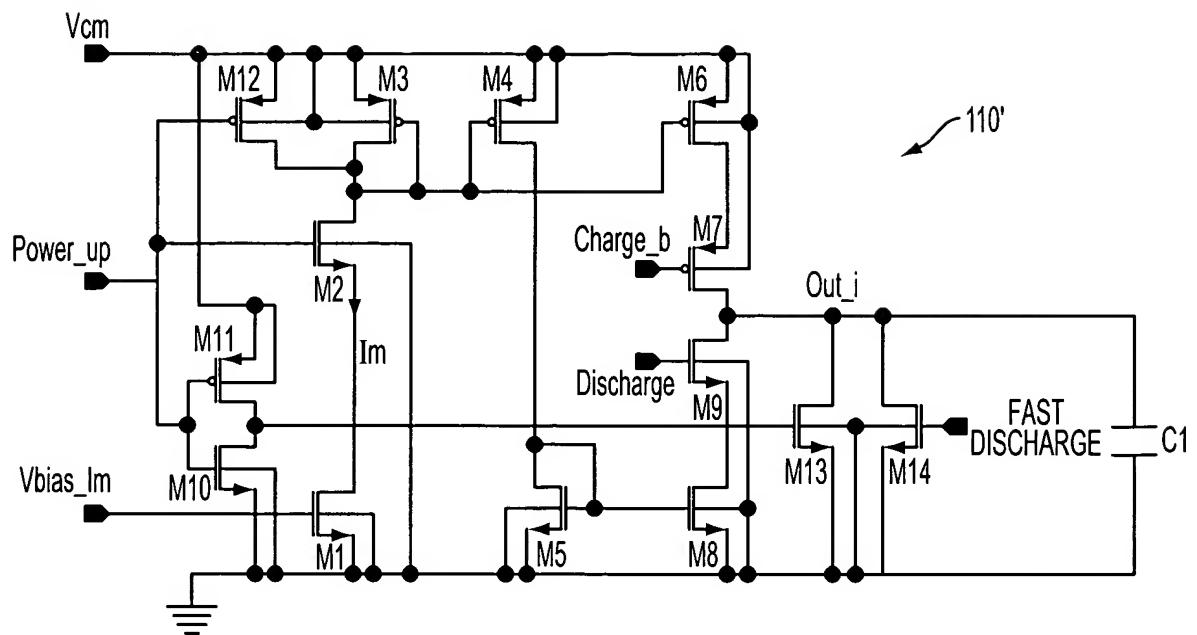 Vcm
M12
M3
M4
M6
110'
Power_up
M2
Charge_b
M7
Out_i
M11
Im
Discharge
M9
FAST
DISCHARGE
C1
M10
Vbias_Im
M1
M5
M8
M13
M14